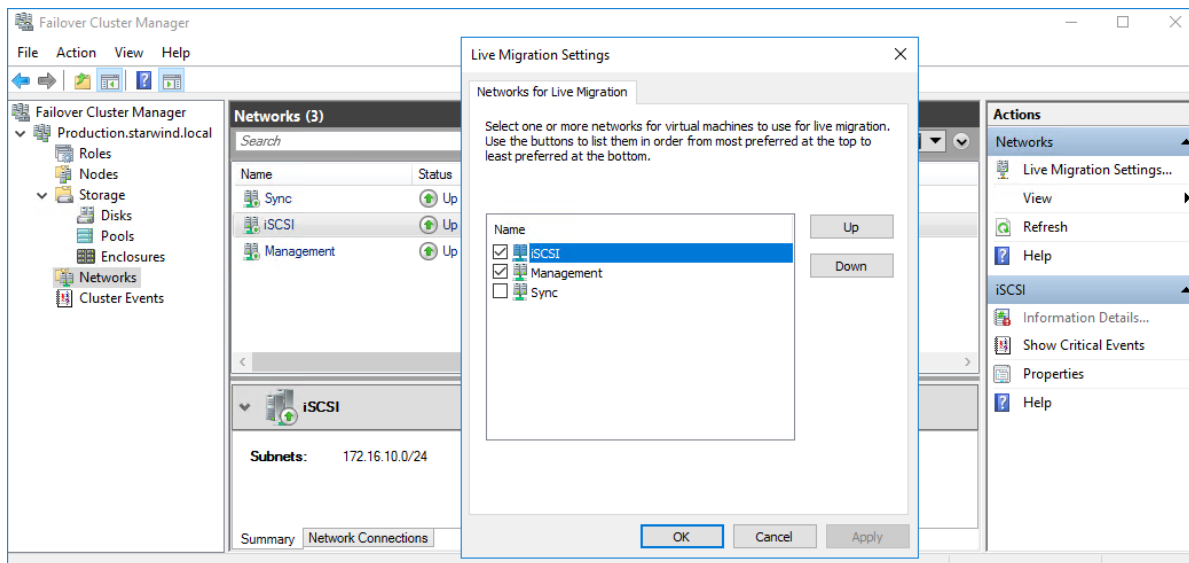 Failover Cluster Manager
File Action View Help
Failover Cluster Manager
Production.starwind.local
Roles
Nodes
Storage
Disks
Pools
Enclosures
Networks
Cluster Events
Networks (3)
Search
Name Status
Sync Up
iSCSI Up
Management Up
iSCSI
Subnets: 172.16.10.0/24
Summary Network Connections
Live Migration Settings
Networks for Live Migration
Select one or more networks for virtual machines to use for live migration.
Use the buttons to list them in order from most preferred at the top to
least preferred at the bottom.
Name
iSCSI
Management
Sync
Up
Down
OK Cancel Apply
Actions
Networks
Live Migration Settings...
View
Refresh
Help
iSCSI
Information Details...
Show Critical Events
Properties
Help